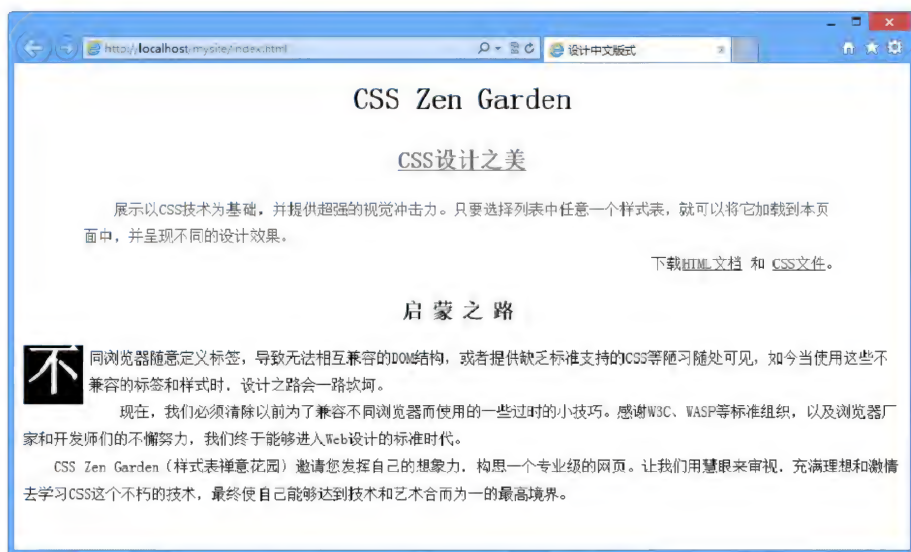 http://localhost/mysite/index.html
设计中文版式
CSS Zen Garden
CSS设计之美
展示以CSS技术为基础，并提供超强的视觉冲击力。只要选择列表中任意一个样式表，就可以将它加载到本页
面中，并呈现不同的设计效果。
下载HTML文档 和 CSS文件。
启蒙之路
不同浏览器随意定义标签，导致无法相互兼容的DOM结构，或者提供缺乏标准支持的CSS等陋习随处可见，如今当使用这些不
兼容的标签和样式时，设计之路会一路坎坷。
现在，我们必须清除以前为了兼容不同浏览器而使用的一些过时的小技巧。感谢W3C、WASP等标准组织，以及浏览器厂
家和开发师们的不懈努力，我们终于能够进入Web设计的标准时代。
CSS Zen Garden（样式表禅意花园）邀请您发挥自己的想象力，构思一个专业级的网页。让我们用慧眼来审视，充满理想和激情
去学习CSS这个不朽的技术，最终使自己能够达到技术和艺术合而为一的最高境界。